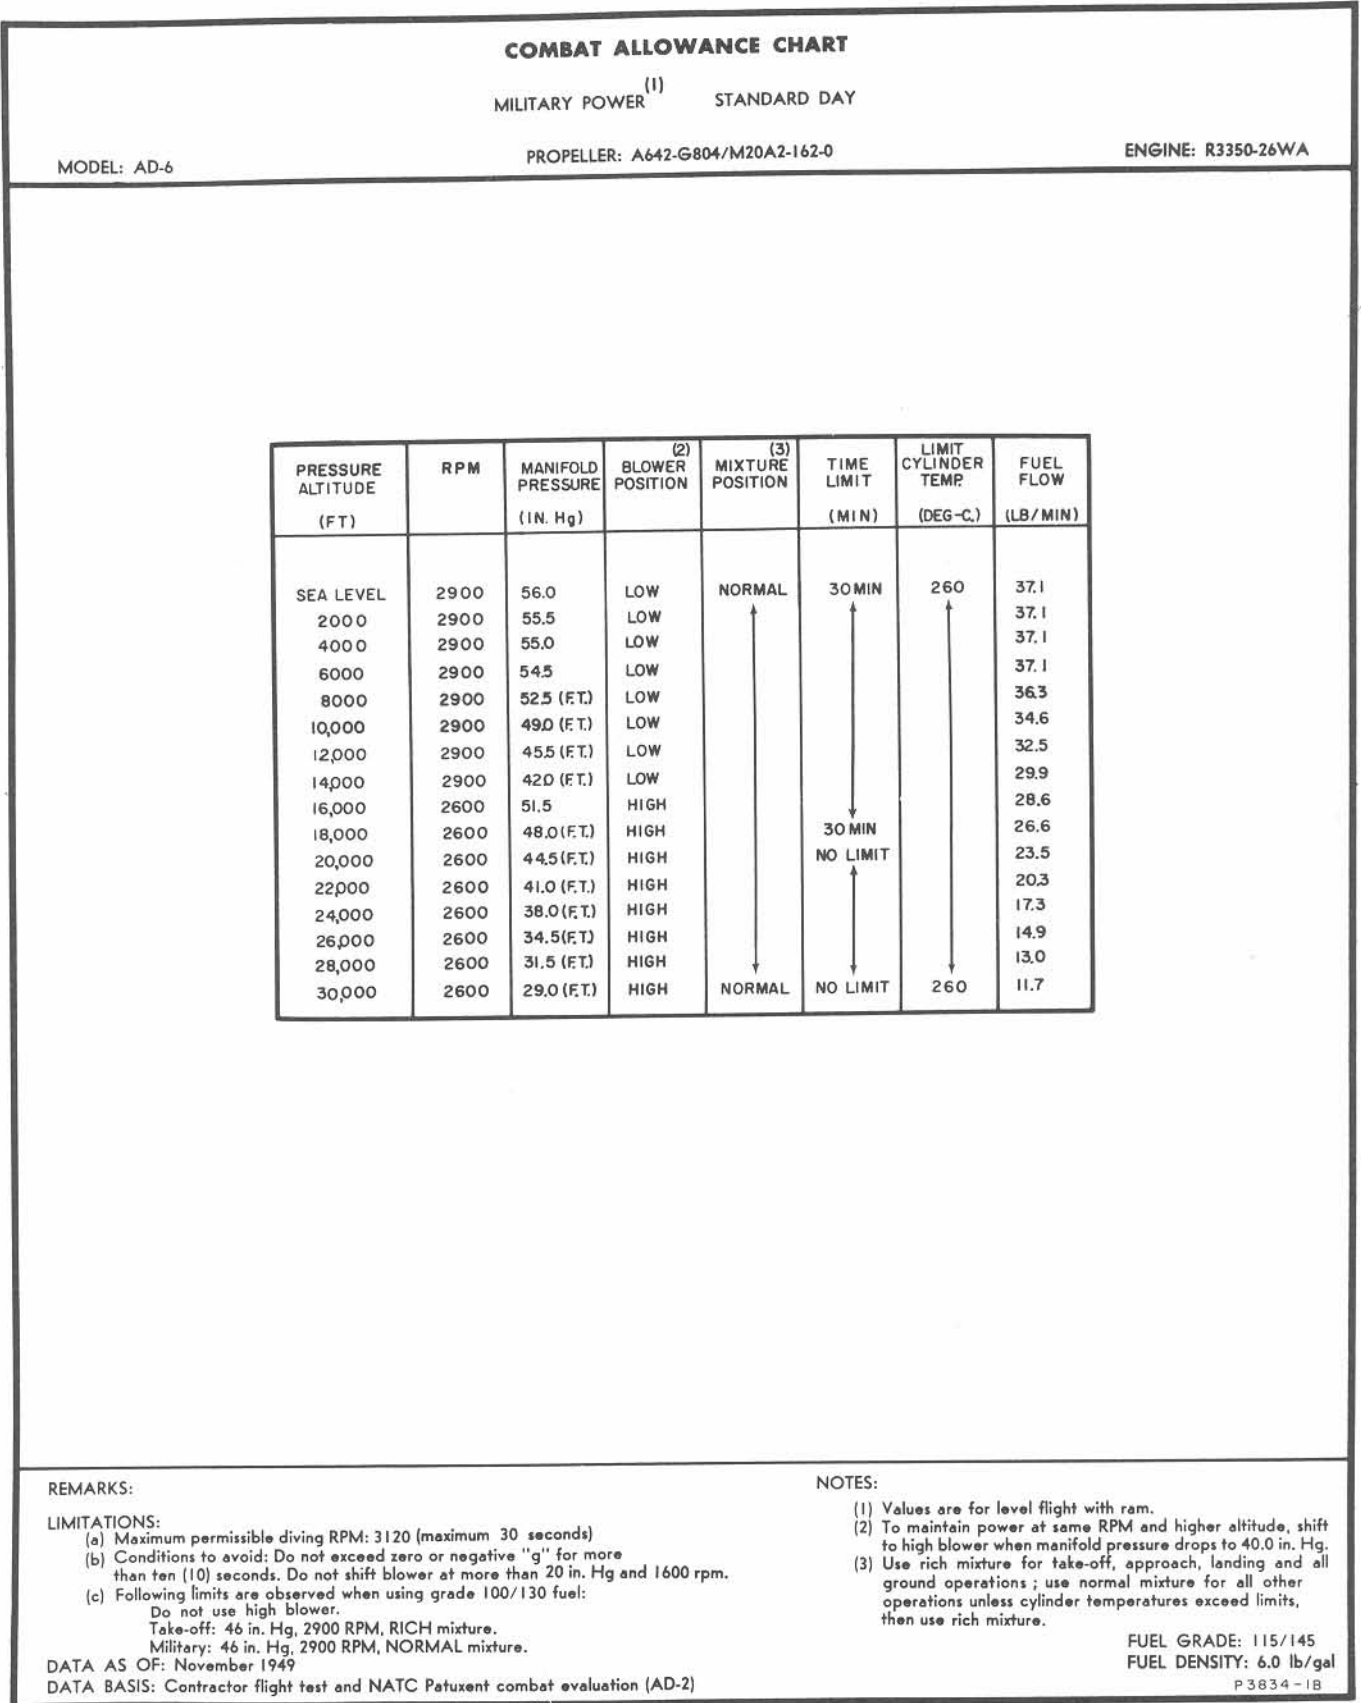 COMBAT ALLOWANCE CHART
MILITARY POWER (1) STANDARD DAY
MODEL: AD-6 PROPELLER: A642-G804/M20A2-162-0 ENGINE: R3350-26WA
PRESSURE ALTITUDE (FT) RPM MANIFOLD PRESSURE (IN. Hg) (2) BLOWER POSITION (3) MIXTURE POSITION TIME LIMIT (MIN) LIMIT CYLINDER TEMP. (DEG-C.) FUEL FLOW (LB/MIN)
SEA LEVEL 2900 56.0 LOW NORMAL 30 MIN 260 37.1
2000 2900 55.5 LOW 37.1
4000 2900 55.0 LOW 37.1
6000 2900 54.5 LOW 37.1
8000 2900 52.5 (F.T.) LOW 36.3
10,000 2900 49.0 (F.T.) LOW 34.6
12,000 2900 45.5 (F.T.) LOW 32.5
14,000 2900 42.0 (F.T.) LOW 29.9
16,000 2600 51.5 HIGH 28.6
18,000 2600 48.0 (F.T.) HIGH 30 MIN 26.6
20,000 2600 44.5 (F.T.) HIGH NO LIMIT 23.5
22,000 2600 41.0 (F.T.) HIGH 20.3
24,000 2600 38.0 (F.T.) HIGH 17.3
26,000 2600 34.5 (F.T.) HIGH 14.9
28,000 2600 31.5 (F.T.) HIGH 13.0
30,000 2600 29.0 (F.T.) HIGH NORMAL NO LIMIT 260 11.7
REMARKS:
LIMITATIONS:
(a) Maximum permissible diving RPM: 3120 (maximum 30 seconds)
(b) Conditions to avoid: Do not exceed zero or negative "g" for more
than ten (10) seconds. Do not shift blower at more than 20 in. Hg and 1600 rpm.
(c) Following limits are observed when using grade 100/130 fuel:
Do not use high blower.
Take-off: 46 in. Hg, 2900 RPM, RICH mixture.
Military: 46 in. Hg, 2900 RPM, NORMAL mixture.
DATA AS OF: November 1949
DATA BASIS: Contractor flight test and NATC Patuxent combat evaluation (AD-2)
NOTES:
(1) Values are for level flight with ram.
(2) To maintain power at same RPM and higher altitude, shift
to high blower when manifold pressure drops to 40.0 in. Hg.
(3) Use rich mixture for take-off, approach, landing and all
ground operations ; use normal mixture for all other
operations unless cylinder temperatures exceed limits,
then use rich mixture.
FUEL GRADE: 115/145
FUEL DENSITY: 6.0 lb/gal
P3834-1B